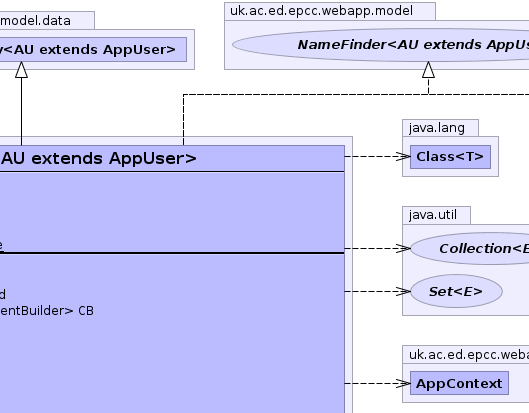 model.data
y<AU extends AppUser>
uk.ac.ed.epcc.webapp.model
NameFinder<AU extends AppUs
java.lang
Class<T>
AU extends AppUser>
java.util
Collection<E
e
Set<E>
d
entBuilder> CB
uk.ac.ed.epcc.weba
AppContext